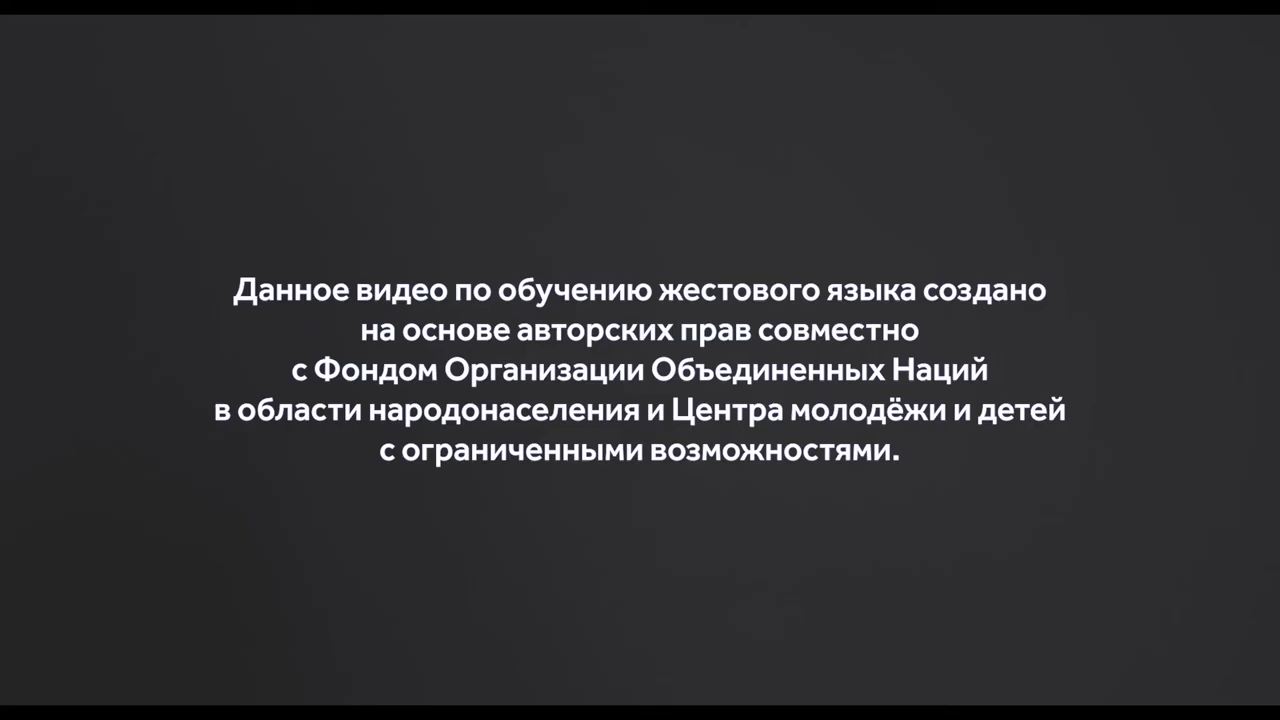 Данное видео по обучению жестового языка создано
на основе авторских прав совместно
с Фондом Организации Объединенных Наций
в области народонаселения и Центра молодёжи и детей
с ограниченными возможностями.